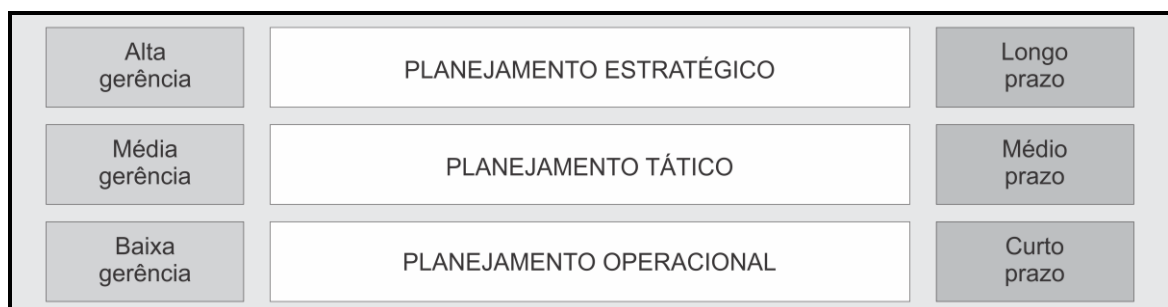 Alta
gerência
PLANEJAMENTO ESTRATÉGICO
Longo
prazo
Média
gerência
PLANEJAMENTO TÁTICO
Médio
prazo
Baixa
gerência
PLANEJAMENTO OPERACIONAL
Curto
prazo